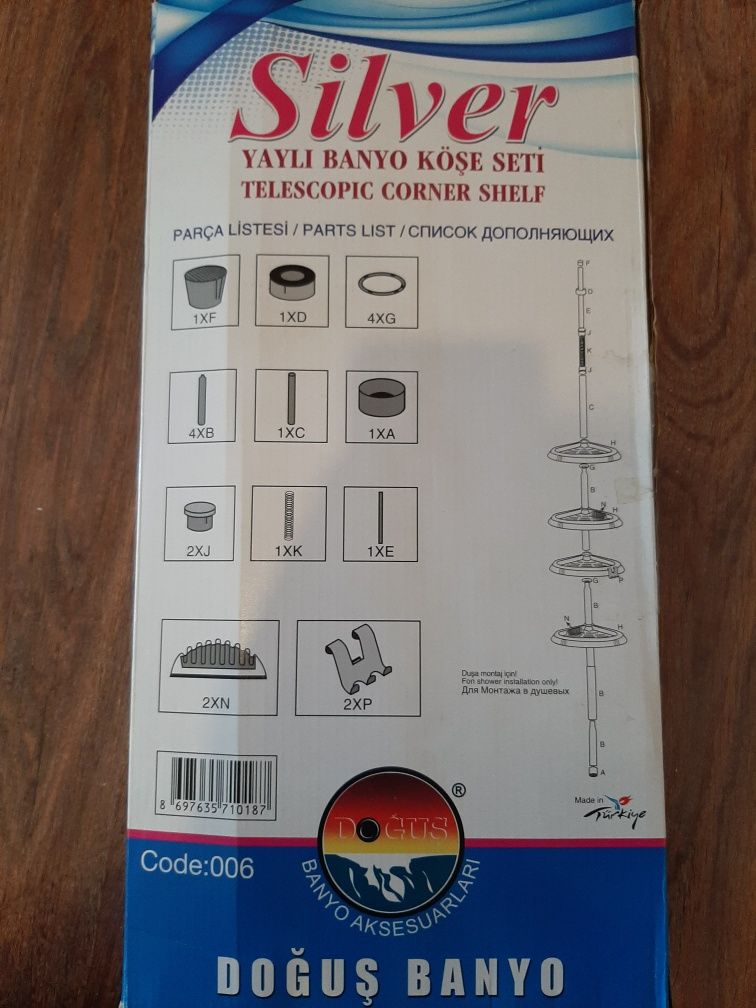 Silver
YAYLI BANYO KÖŞE SETİ
TELESCOPIC CORNER SHELF
PARÇA LİSTESİ / PARTS LIST / СПИСОК ДОПОЛНЯЮЩИХ
1XF
1XD
4XG
4XB
1XC
1XA
2XJ
1XK
1XE
2XN
2XP
F
D
E
J
K
J
C
H
G
B
N
H
P
G
B
N
H
B
B
A
Duşa montaj için!
Fon shower installation only!
Для Монтажа в душевых
8 697635 710187
Made in
Türkiye
Code:006
DOĞUŞ
®
BANYO AKSESUARLARI
DOĞUŞ BANYO